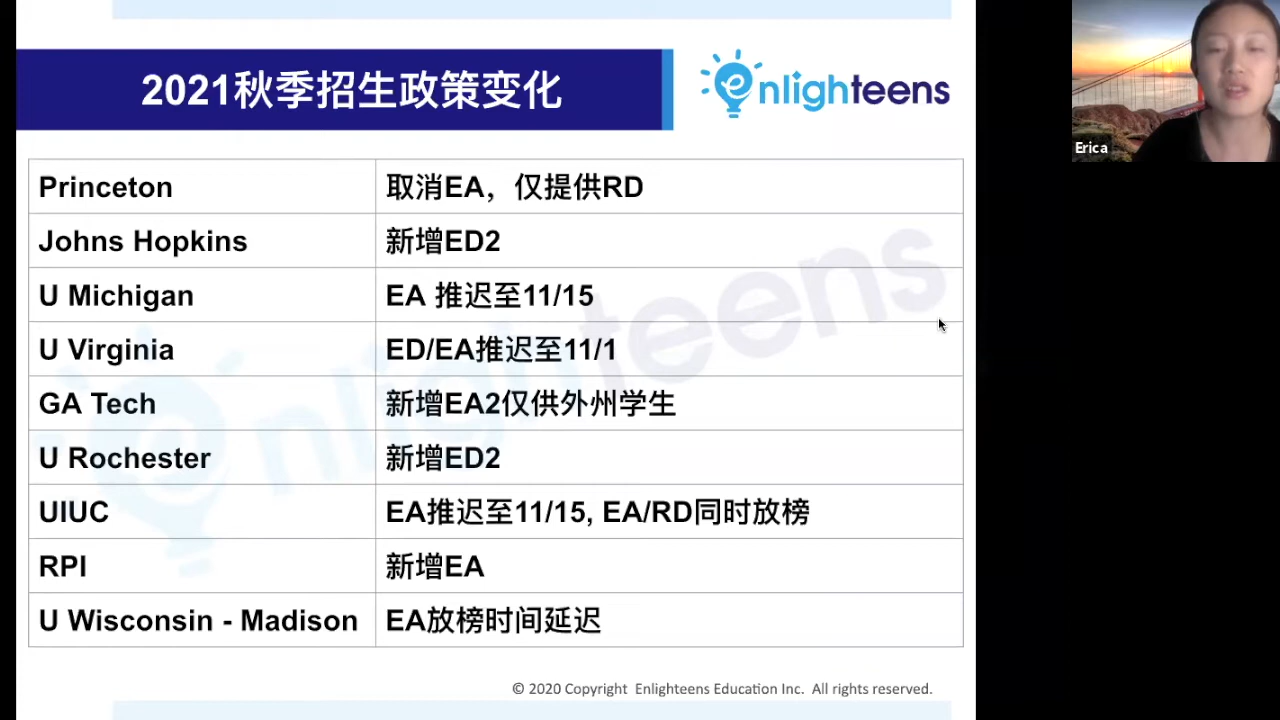 2021秋季招生政策变化
enlighteens
Erica
Princeton 取消EA，仅提供RD
Johns Hopkins 新增ED2
U Michigan EA 推迟至11/15
U Virginia ED/EA推迟至11/1
GA Tech 新增EA2仅供外州学生
U Rochester 新增ED2
UIUC EA推迟至11/15, EA/RD同时放榜
RPI 新增EA
U Wisconsin - Madison EA放榜时间延迟
enlighteens
© 2020 Copyright Enlighteens Education Inc. All rights reserved.